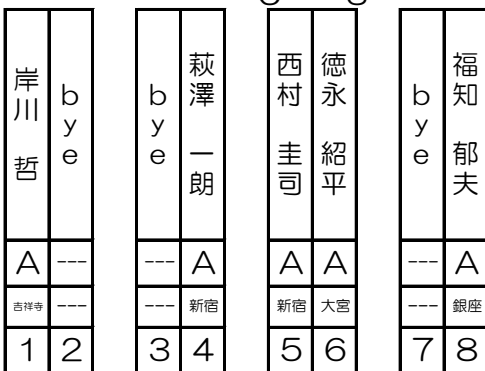 岸川 哲
bye
bye
萩澤 一朗
西村 圭司
徳永 紹平
bye
福知 郁夫
A --- --- A A A --- A
吉祥寺 --- --- 新宿 新宿 大宮 --- 銀座
1 2 3 4 5 6 7 8